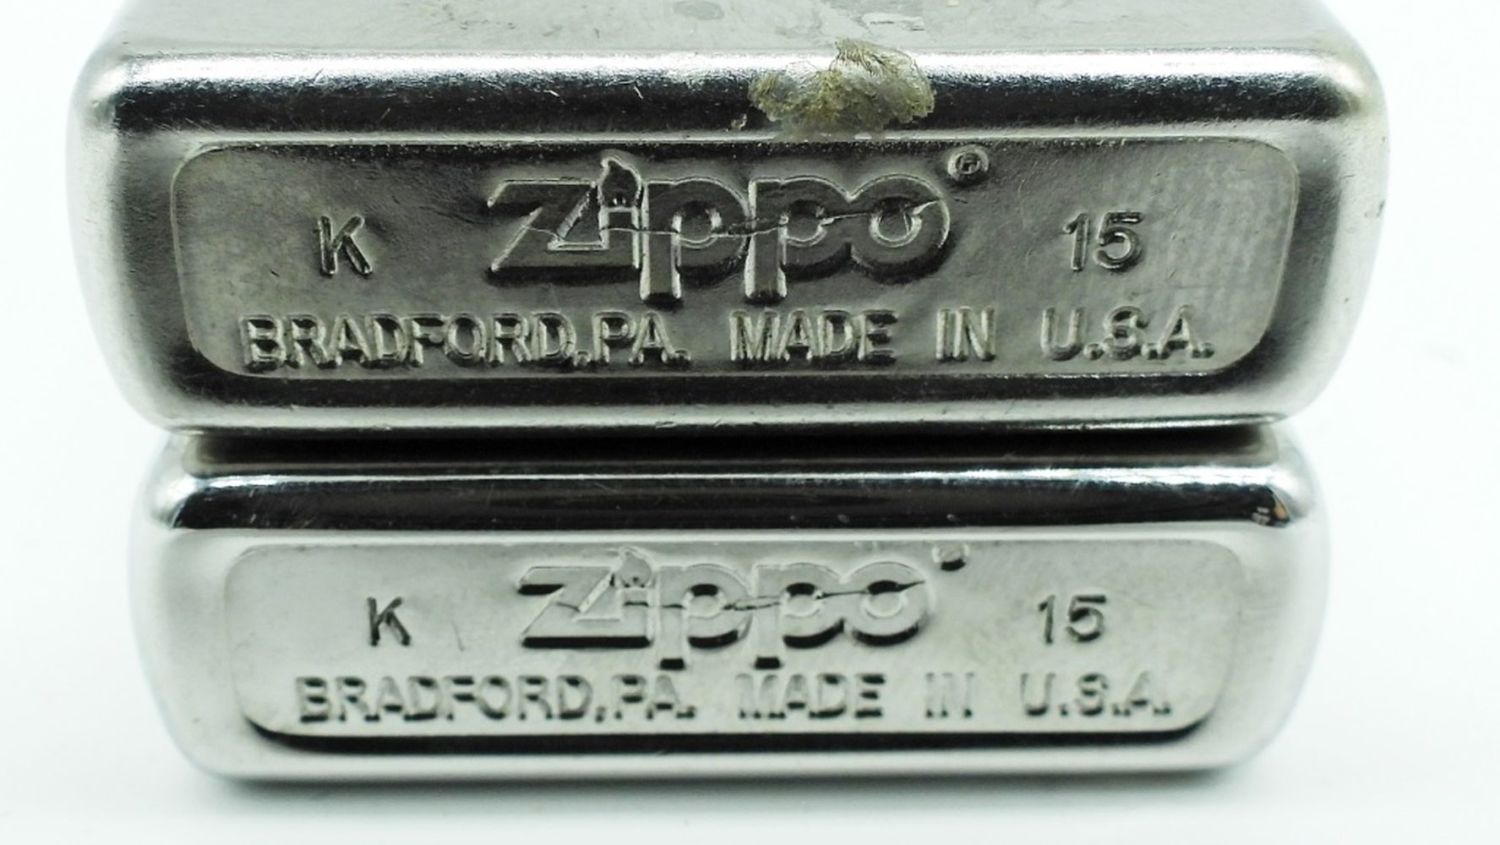 K Zippo® 15
BRADFORD,PA. MADE IN U.S.A.
K Zippo 15
BRADFORD,PA. MADE IN U.S.A.